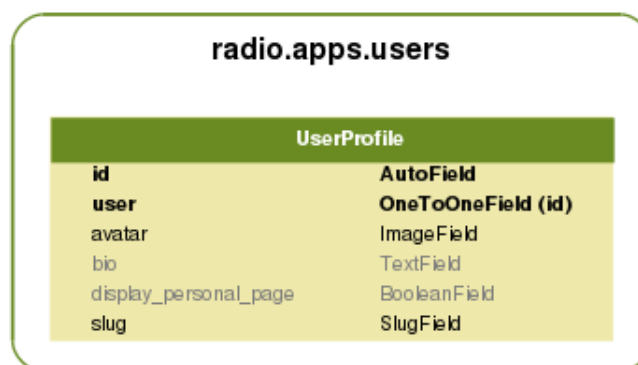 radio.apps.users
UserProfile
id AutoField
user OneToOneField (id)
avatar ImageField
bio TextField
display_personal_page BooleanField
slug SlugField